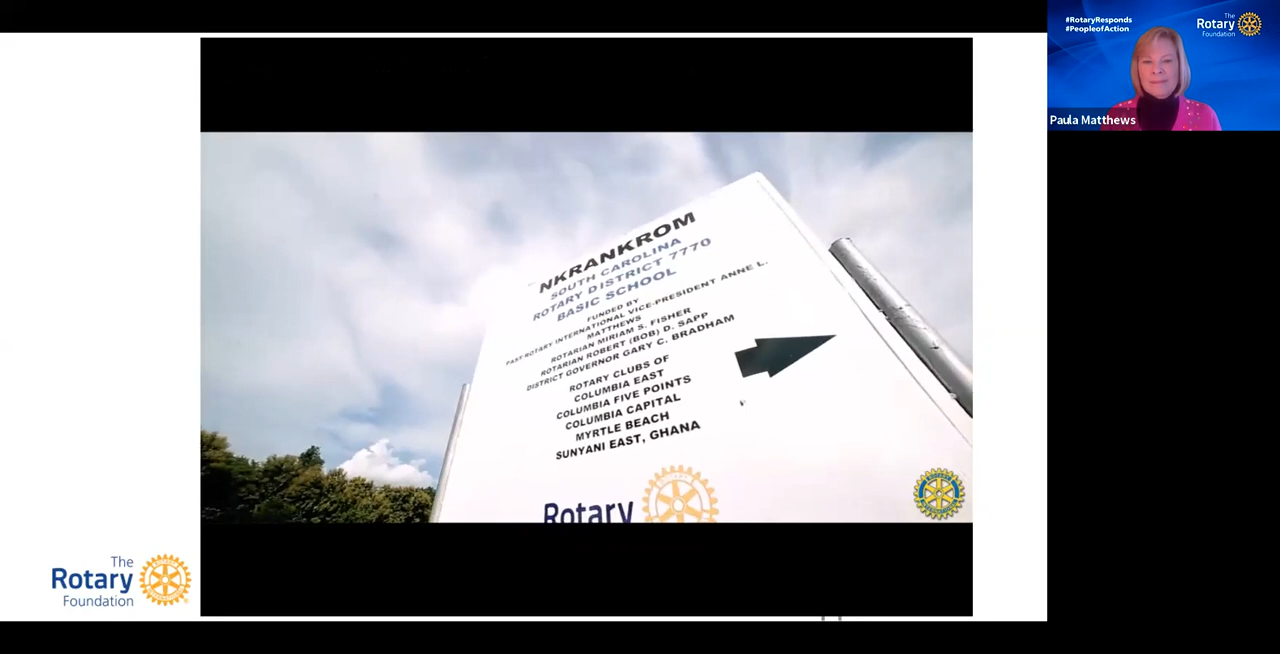 NKRANKROM
SOUTH CAROLINA
ROTARY DISTRICT 7770
BASIC SCHOOL
FUNDED BY
PAST ROTARY INTERNATIONAL VICE-PRESIDENT ANNE L.
MATTHEWS
ROTARIAN MIRIAM S. FISHER
ROTARIAN ROBERT (BOB) D. SAPP
DISTRICT GOVERNOR GARY C. BRADHAM
ROTARY CLUBS OF
COLUMBIA EAST
COLUMBIA FIVE POINTS
COLUMBIA CAPITAL
MYRTLE BEACH
SUNYANI EAST, GHANA
Rotary
The
Rotary
Foundation
#RotaryResponds
#PeopleofAction
The
Rotary
Foundation
Paula Matthews